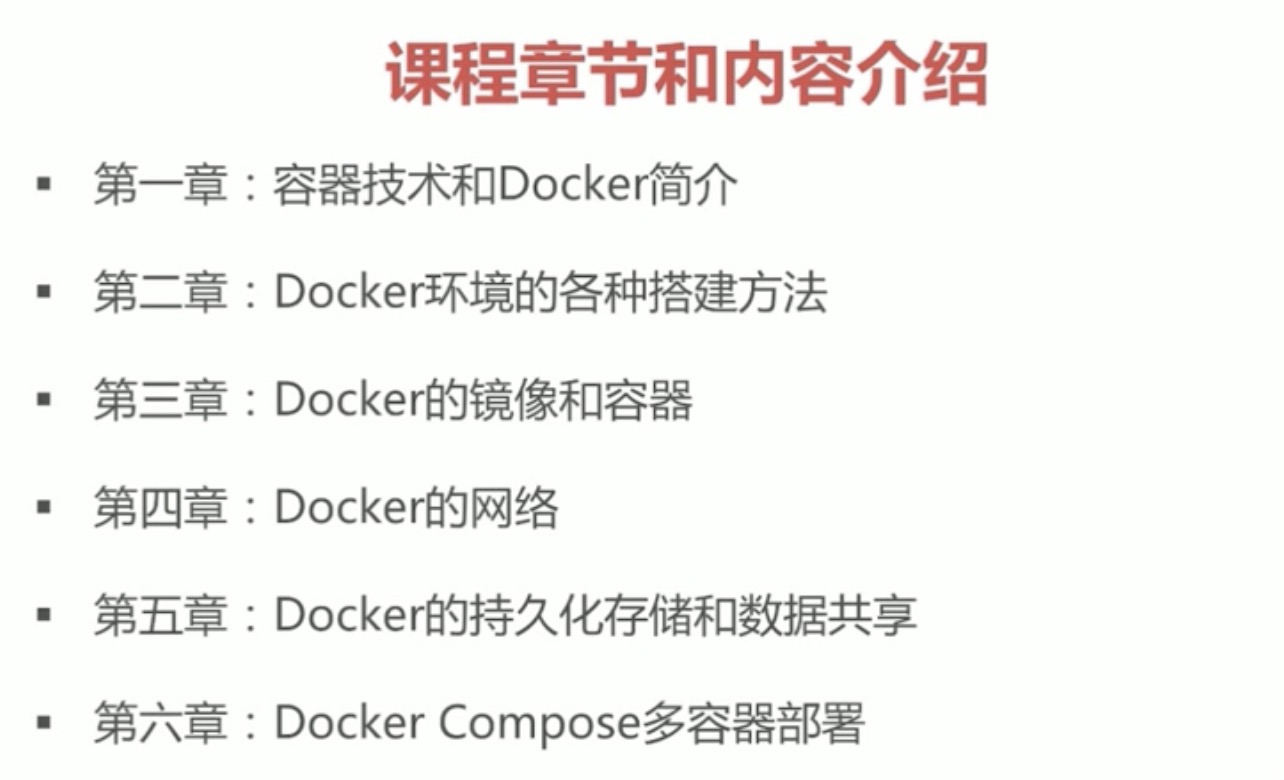 课程章节和内容介绍
▪ 第一章：容器技术和Docker简介
▪ 第二章：Docker环境的各种搭建方法
▪ 第三章：Docker的镜像和容器
▪ 第四章：Docker的网络
▪ 第五章：Docker的持久化存储和数据共享
▪ 第六章：Docker Compose多容器部署